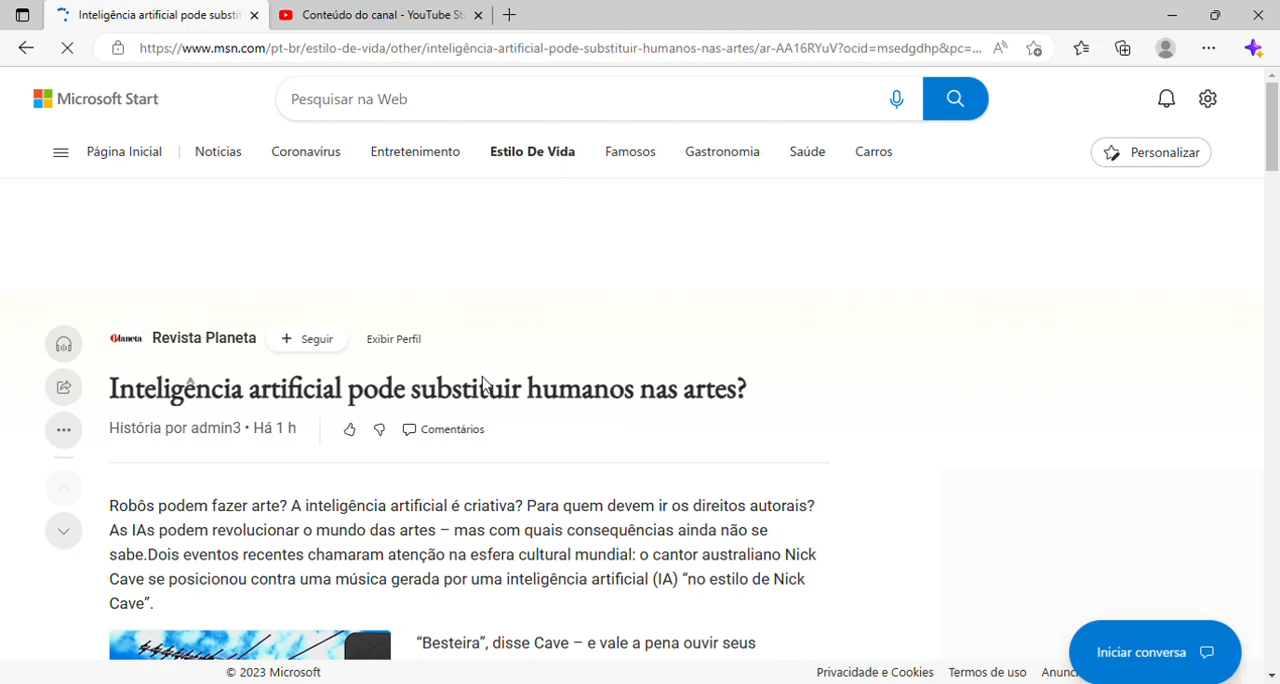 Inteligência artificial pode substit
Conteúdo do canal - YouTube St
https://www.msn.com/pt-br/estilo-de-vida/other/inteligência-artificial-pode-substituir-humanos-nas-artes/ar-AA16RYuV?ocid=msedgdhp&pc=...
Microsoft Start
Pesquisar na Web
Página Inicial
Notícias
Coronavírus
Entretenimento
Estilo De Vida
Famosos
Gastronomia
Saúde
Carros
Personalizar
Planeta
Revista Planeta
Seguir
Exibir Perfil
Inteligência artificial pode substituir humanos nas artes?
História por admin3 • Há 1 h
Comentários
Robôs podem fazer arte? A inteligência artificial é criativa? Para quem devem ir os direitos autorais?
As IAs podem revolucionar o mundo das artes – mas com quais consequências ainda não se
sabe.Dois eventos recentes chamaram atenção na esfera cultural mundial: o cantor australiano Nick
Cave se posicionou contra uma música gerada por uma inteligência artificial (IA) “no estilo de Nick
Cave”.
“Besteira”, disse Cave – e vale a pena ouvir seus
Iniciar conversa
© 2023 Microsoft
Privacidade e Cookies
Termos de uso
Anunc